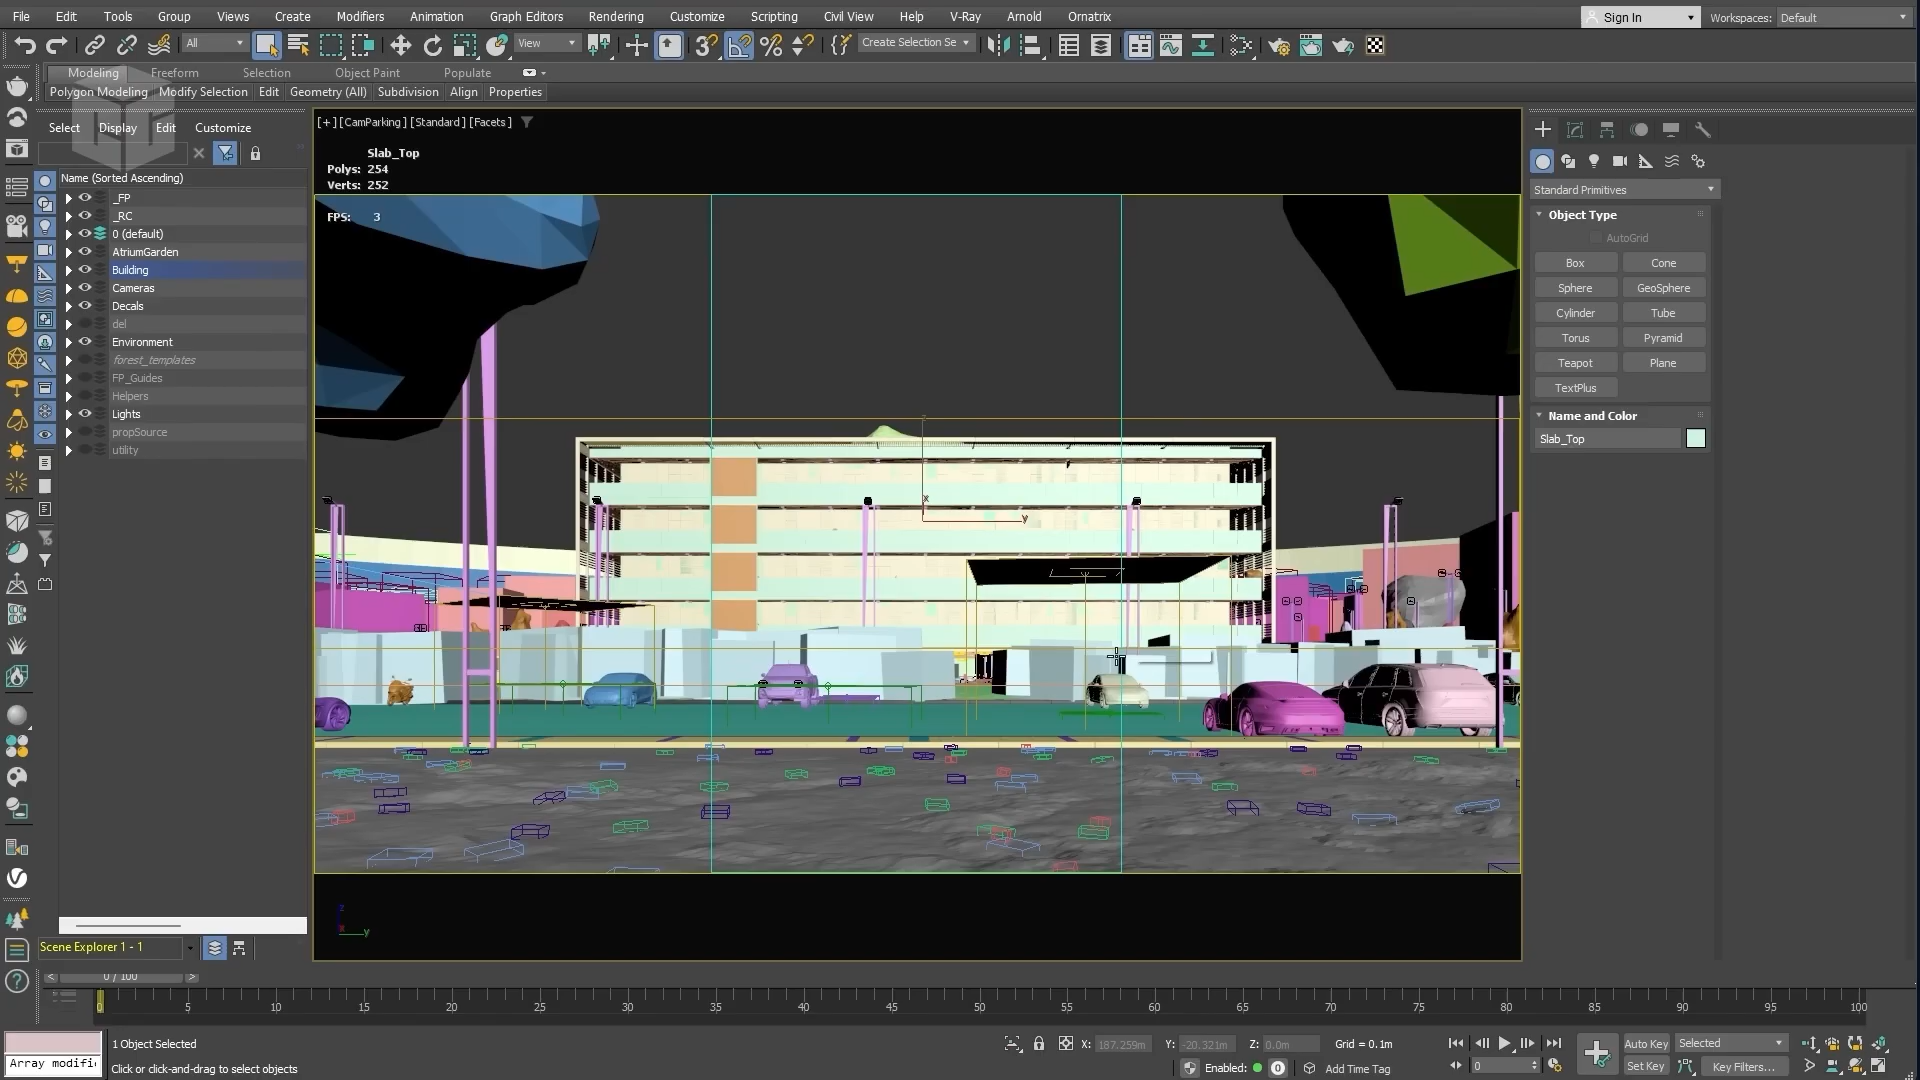 File Edit Tools Group Views Create Modifiers Animation Graph Editors Rendering Customize Scripting Civil View Help V-Ray Arnold Ornatrix Sign In Workspaces: Default
All View Create Selection Se
Modeling Freeform Selection Object Paint Populate
Polygon Modeling Modify Selection Edit Geometry (All) Subdivision Align Properties
Select Display Edit Customize
Name (Sorted Ascending)
_FP
_RC
0 (default)
AtriumGarden
Building
Cameras
Decals
del
Environment
forest_templates
FP_Guides
Helpers
Lights
propSource
utility
Scene Explorer 1 - 1
[+] [CamParking] [Standard] [Facets]
Slab_Top
Polys: 254
Verts: 252
FPS: 3
x
y
z
y
Standard Primitives
Object Type
AutoGrid
Box Cone
Sphere GeoSphere
Cylinder Tube
Torus Pyramid
Teapot Plane
TextPlus
Name and Color
Slab_Top
< 0 / 100 >
0 5 10 15 20 25 30 35 40 45 50 55 60 65 70 75 80 85 90 95 100
1 Object Selected X: 187.259m Y: -20.321m Z: 0.0m Grid = 0.1m Auto Key Selected
Array modifi
Click or click-and-drag to select objects Enabled: 0 Add Time Tag 0 Set Key Key Filters...